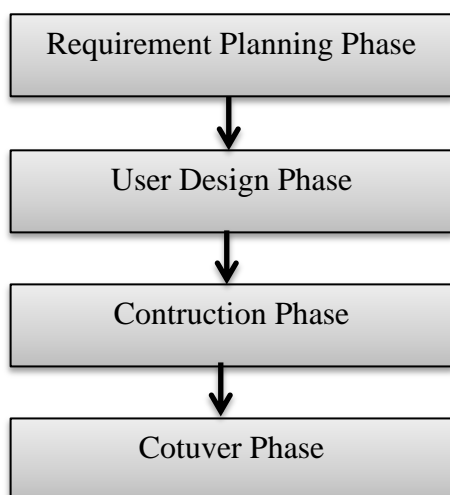 Requirement Planning Phase
User Design Phase
Contruction Phase
Cotuver Phase